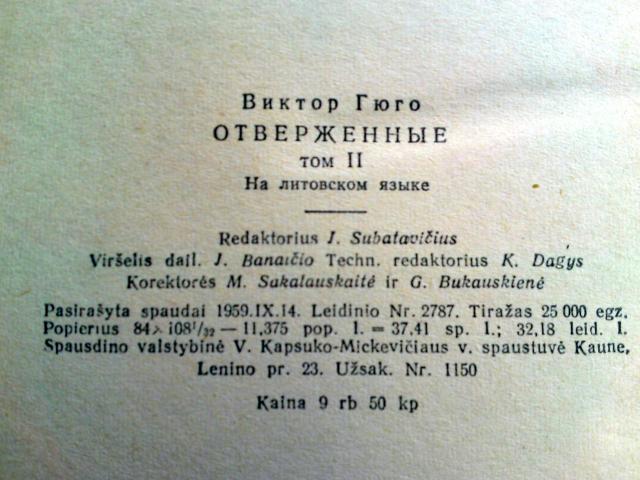 Виктор Гюго
ОТВЕРЖЕННЫЕ
том II
На литовском языке
Redaktorius J. Subatavičius
Viršelis dail. J. Banaičio Techn. redaktorius K. Dagys
Korektorės M. Sakalauskaitė ir G. Bukauskienė
Pasirašyta spaudai 1959.IX.14. Leidinio Nr. 2787. Tiražas 25 000 egz.
Popierius 84×108¹/₃₂ — 11,375 pop. l. = 37,41 sp. l.; 32,18 leid. l.
Spausdino valstybinė V. Kapsuko-Mickevičiaus v. spaustuvė Kaune,
Lenino pr. 23. Užsak. Nr. 1150
Kaina 9 rb 50 kp